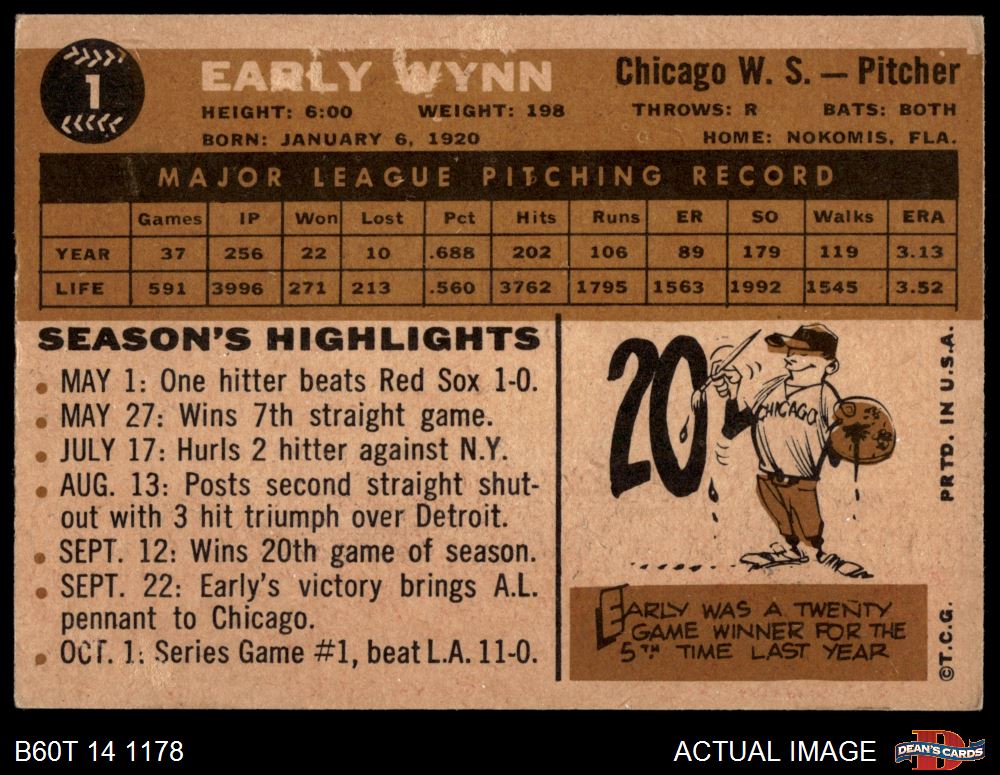 1
EARLY WYNN
Chicago W. S. — Pitcher
HEIGHT: 6:00 WEIGHT: 198 THROWS: R BATS: BOTH
BORN: JANUARY 6, 1920 HOME: NOKOMIS, FLA.
MAJOR LEAGUE PITCHING RECORD
Games IP Won Lost Pct Hits Runs ER SO Walks ERA
YEAR 37 256 22 10 .688 202 106 89 179 119 3.13
LIFE 591 3996 271 213 .560 3762 1795 1563 1992 1545 3.52
SEASON'S HIGHLIGHTS
• MAY 1: One hitter beats Red Sox 1-0.
• MAY 27: Wins 7th straight game.
• JULY 17: Hurls 2 hitter against N.Y.
• AUG. 13: Posts second straight shut-
out with 3 hit triumph over Detroit.
• SEPT. 12: Wins 20th game of season.
• SEPT. 22: Early's victory brings A.L.
pennant to Chicago.
• OCT. 1: Series Game #1, beat L.A. 11-0.
20
CHICAGO
EARLY WAS A TWENTY
GAME WINNER FOR THE
5TH TIME LAST YEAR
©T.C.G. PRTD. IN U.S.A.
B60T 14 1178
ACTUAL IMAGE
DEAN'S CARDS